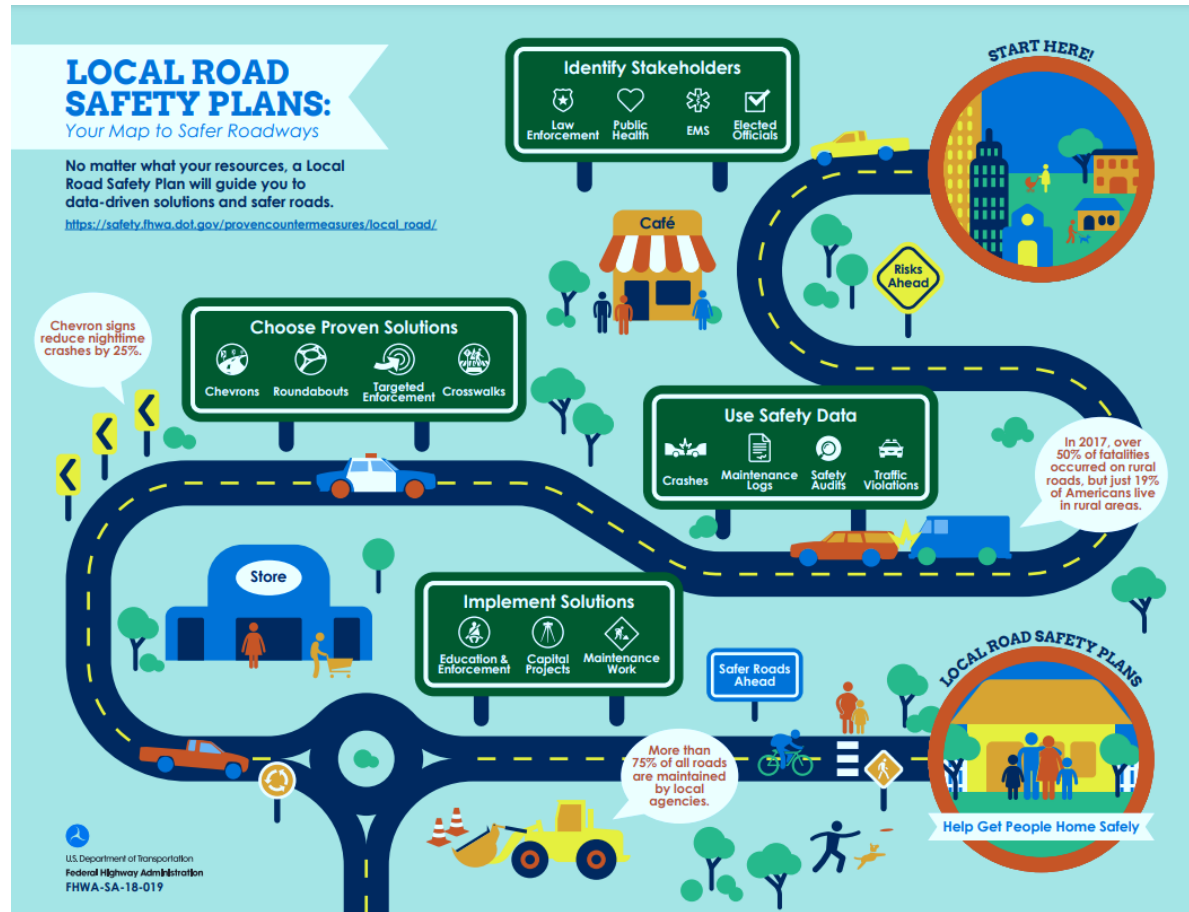 LOCAL ROAD
SAFETY PLANS:
Your Map to Safer Roadways
No matter what your resources, a Local
Road Safety Plan will guide you to
data-driven solutions and safer roads.
https://safety.fhwa.dot.gov/provencountermeasures/local_road/
START HERE!
Identify Stakeholders
Law
Enforcement
Public
Health
EMS
Elected
Officials
Café
Risks
Ahead
Use Safety Data
Crashes
Maintenance
Logs
Safety
Audits
Traffic
Violations
In 2017, over
50% of fatalities
occurred on rural
roads, but just 19%
of Americans live
in rural areas.
Choose Proven Solutions
Chevrons
Roundabouts
Targeted
Enforcement
Crosswalks
Chevron signs
reduce nighttime
crashes by 25%.
Store
Implement Solutions
Education &
Enforcement
Capital
Projects
Maintenance
Work
Safer Roads
Ahead
More than
75% of all roads
are maintained
by local
agencies.
LOCAL ROAD SAFETY PLANS
Help Get People Home Safely
U.S. Department of Transportation
Federal Highway Administration
FHWA-SA-18-019